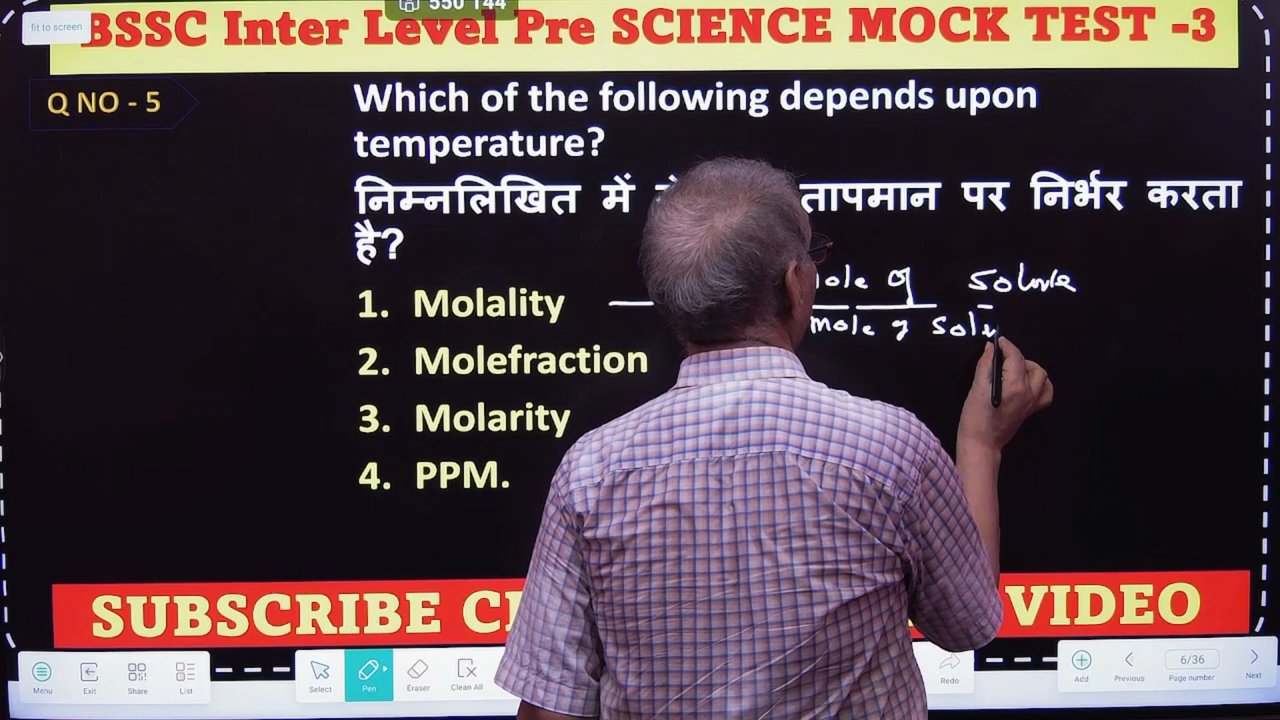 550 144
fit to screen
BSSC Inter Level Pre SCIENCE MOCK TEST -3
Q NO - 5
Which of the following depends upon
temperature?
निम्नलिखित में तापमान पर निर्भर करता
है?
1. Molality
mole of solute
mole of
2. Molefraction
3. Molarity
4. PPM.
SUBSCRIBE VIDEO
Menu Exit Share List Select Pen Eraser Clean All Redo Add Previous 6/36 Page number Next